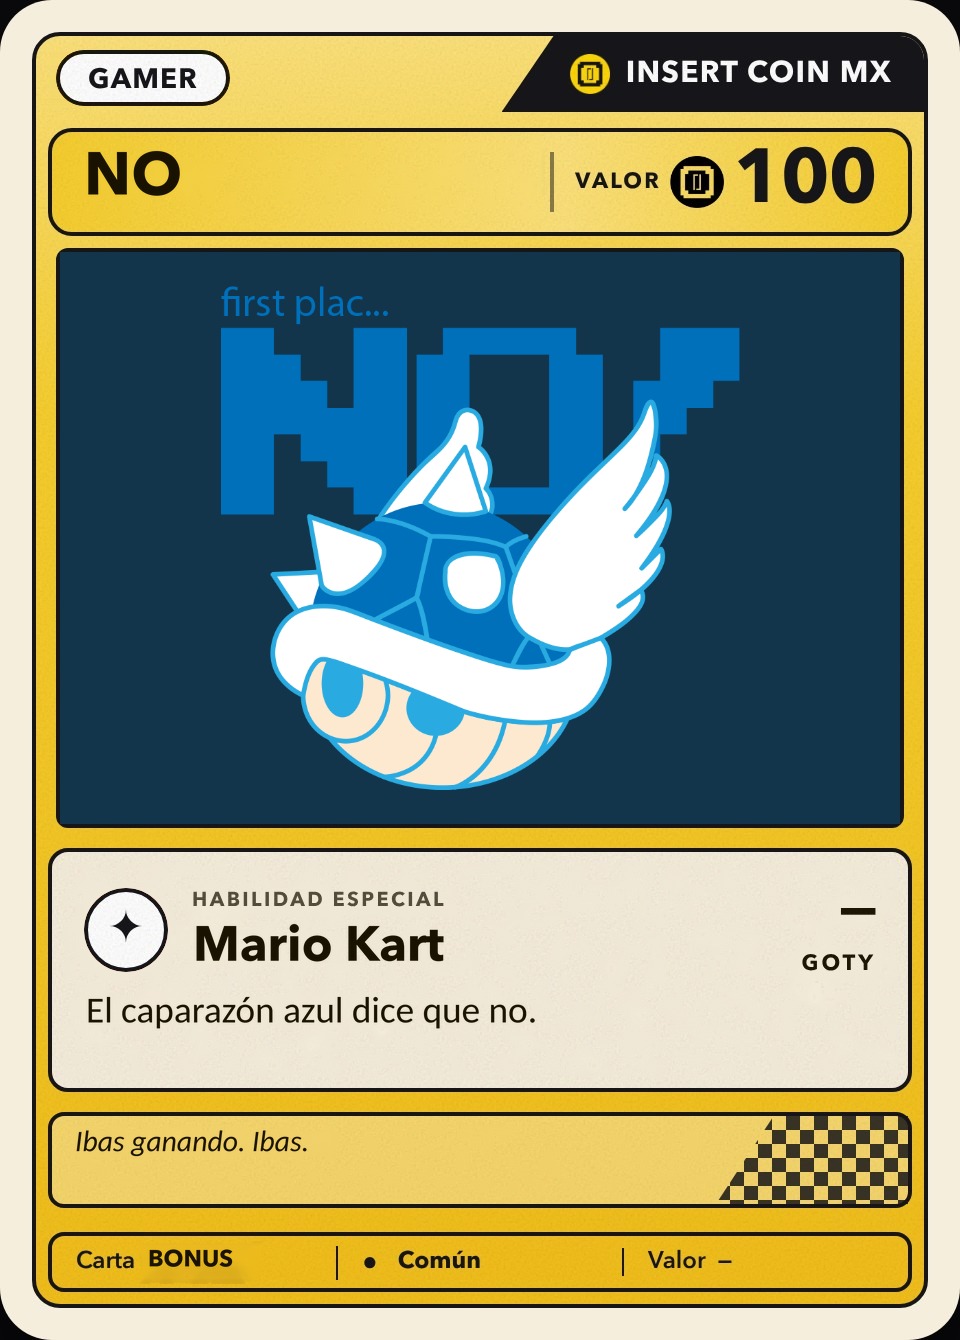 GAMER
INSERT COIN MX
NO
VALOR 100
first plac...
NO!
HABILIDAD ESPECIAL
Mario Kart
–
GOTY
El caparazón azul dice que no.
Ibas ganando. Ibas.
Carta BONUS
• Común
Valor –